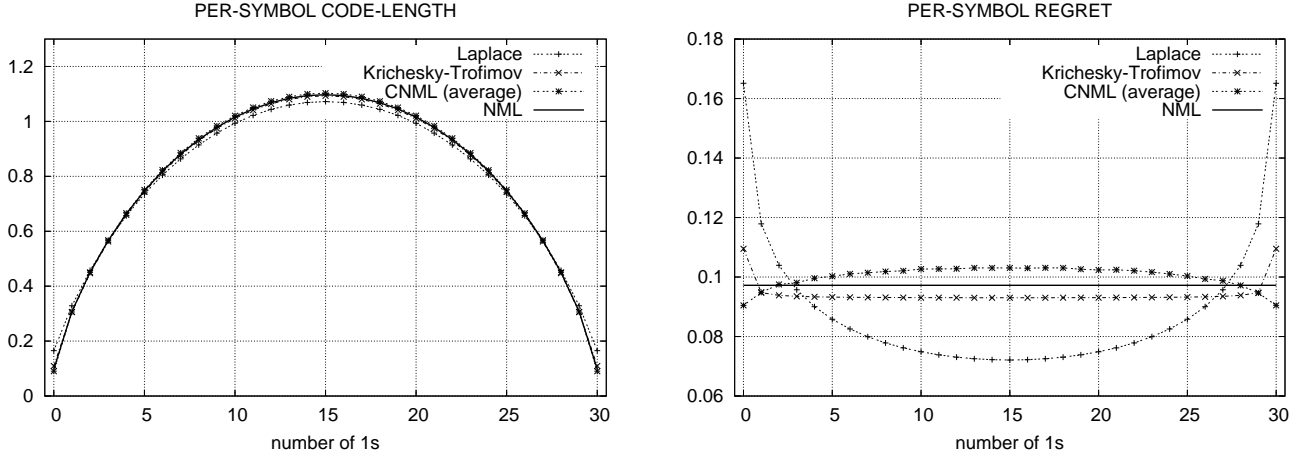 PER-SYMBOL CODE-LENGTH
Laplace
Krichesky-Trofimov
CNML (average)
NML
1.2
1
0.8
0.6
0.4
0.2
0
0 5 10 15 20 25 30
number of 1s
PER-SYMBOL REGRET
Laplace
Krichesky-Trofimov
CNML (average)
NML
0.18
0.16
0.14
0.12
0.1
0.08
0.06
0 5 10 15 20 25 30
number of 1s